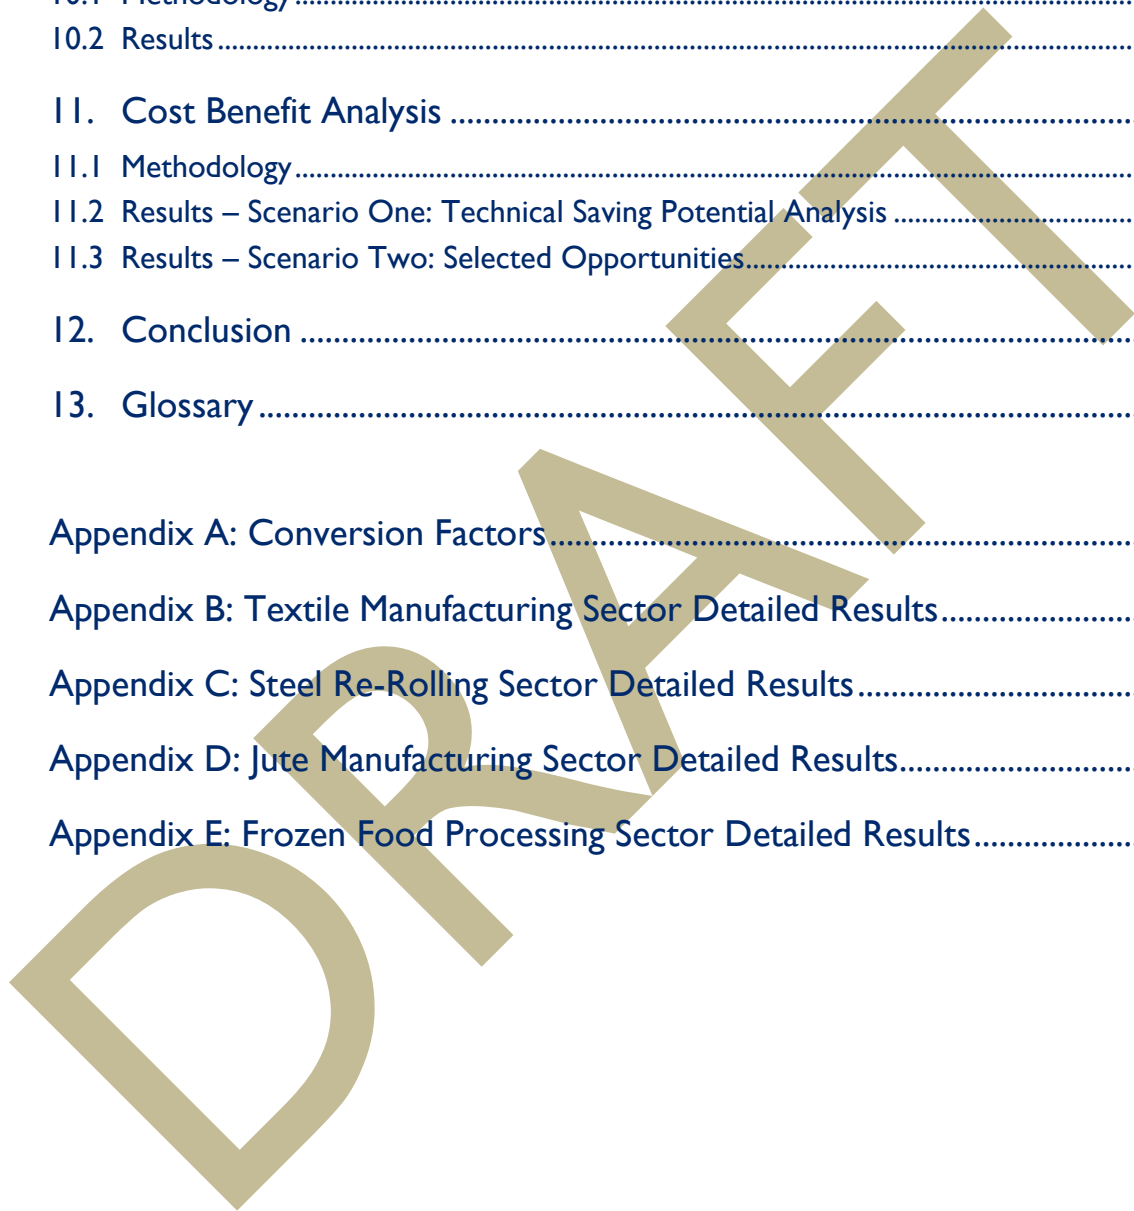 10.1 Methodology
10.2 Results
11. Cost Benefit Analysis
11.1 Methodology
11.2 Results – Scenario One: Technical Saving Potential Analysis
11.3 Results – Scenario Two: Selected Opportunities
12. Conclusion
13. Glossary
Appendix A: Conversion Factors
Appendix B: Textile Manufacturing Sector Detailed Results
Appendix C: Steel Re-Rolling Sector Detailed Results
Appendix D: Jute Manufacturing Sector Detailed Results
Appendix E: Frozen Food Processing Sector Detailed Results
DRAFT